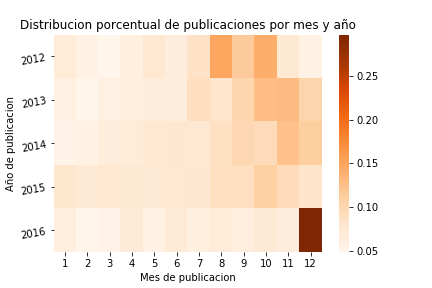 Distribucion porcentual de publicaciones por mes y año
Año de publicacion
2012
2013
2014
2015
2016
1 2 3 4 5 6 7 8 9 10 11 12
Mes de publicacion
0.25
0.20
0.15
0.10
0.05